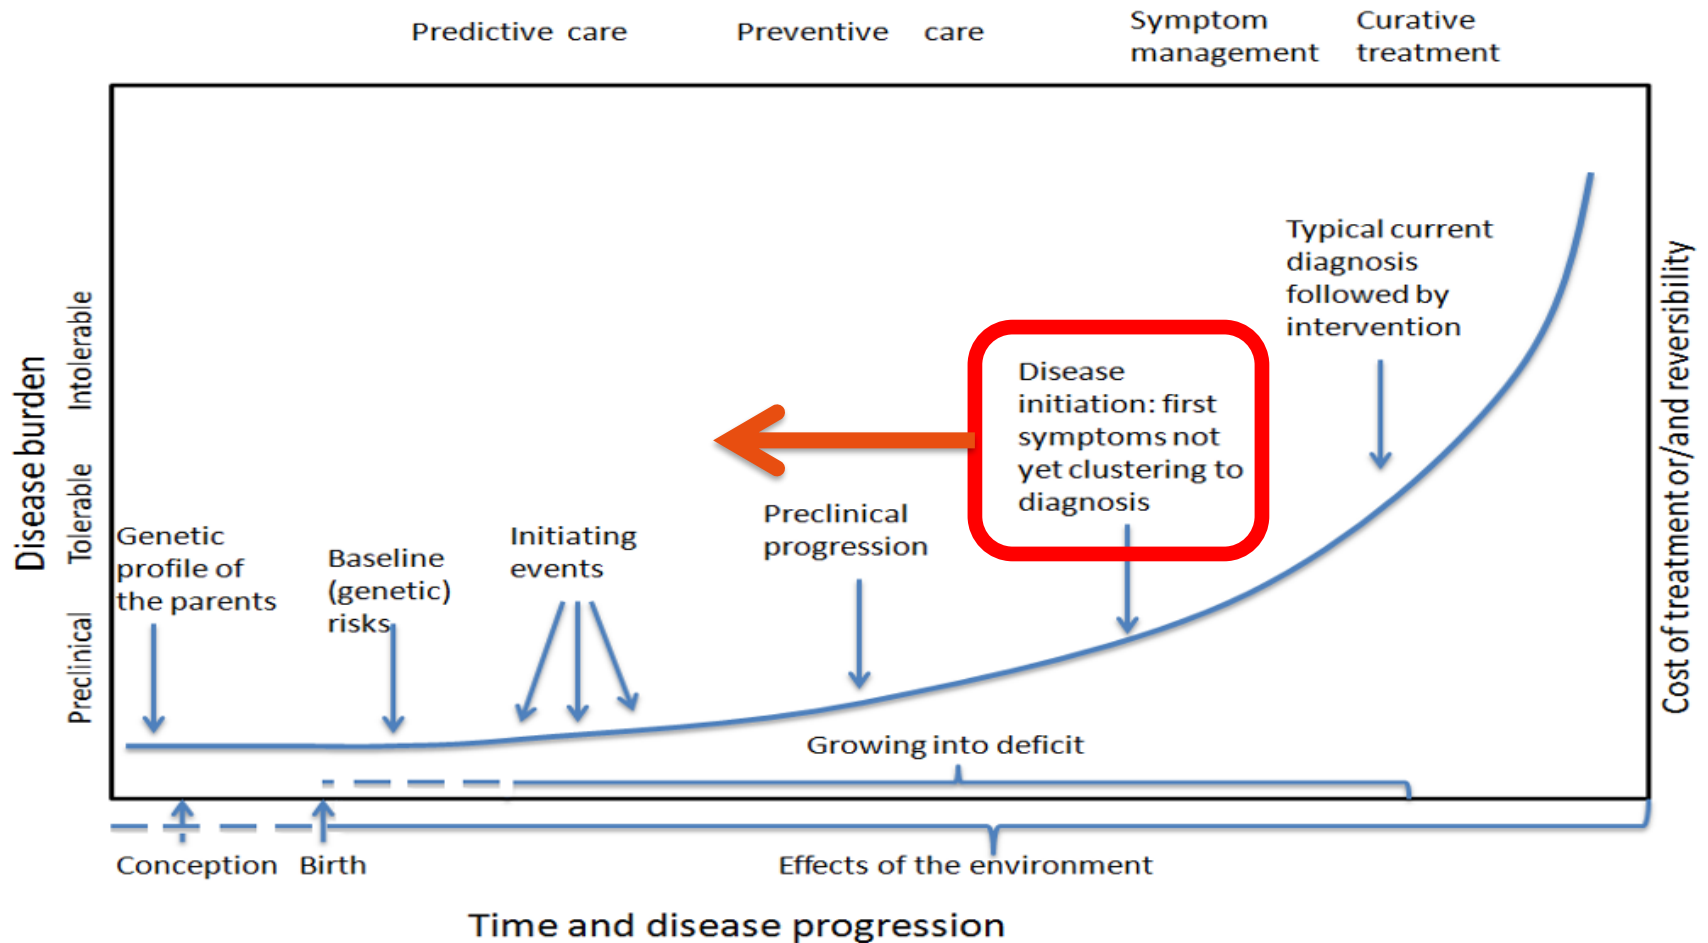 Predictive care
Preventive care
Symptom
management
Curative
treatment
Disease burden
Preclinical
Tolerable
Intolerable
Genetic
profile of
the parents
Baseline
(genetic)
risks
Initiating
events
Preclinical
progression
Disease
initiation: first
symptoms not
yet clustering to
diagnosis
Typical current
diagnosis
followed by
intervention
Cost of treatment or/and reversibility
Growing into deficit
Conception
Birth
Effects of the environment
Time and disease progression